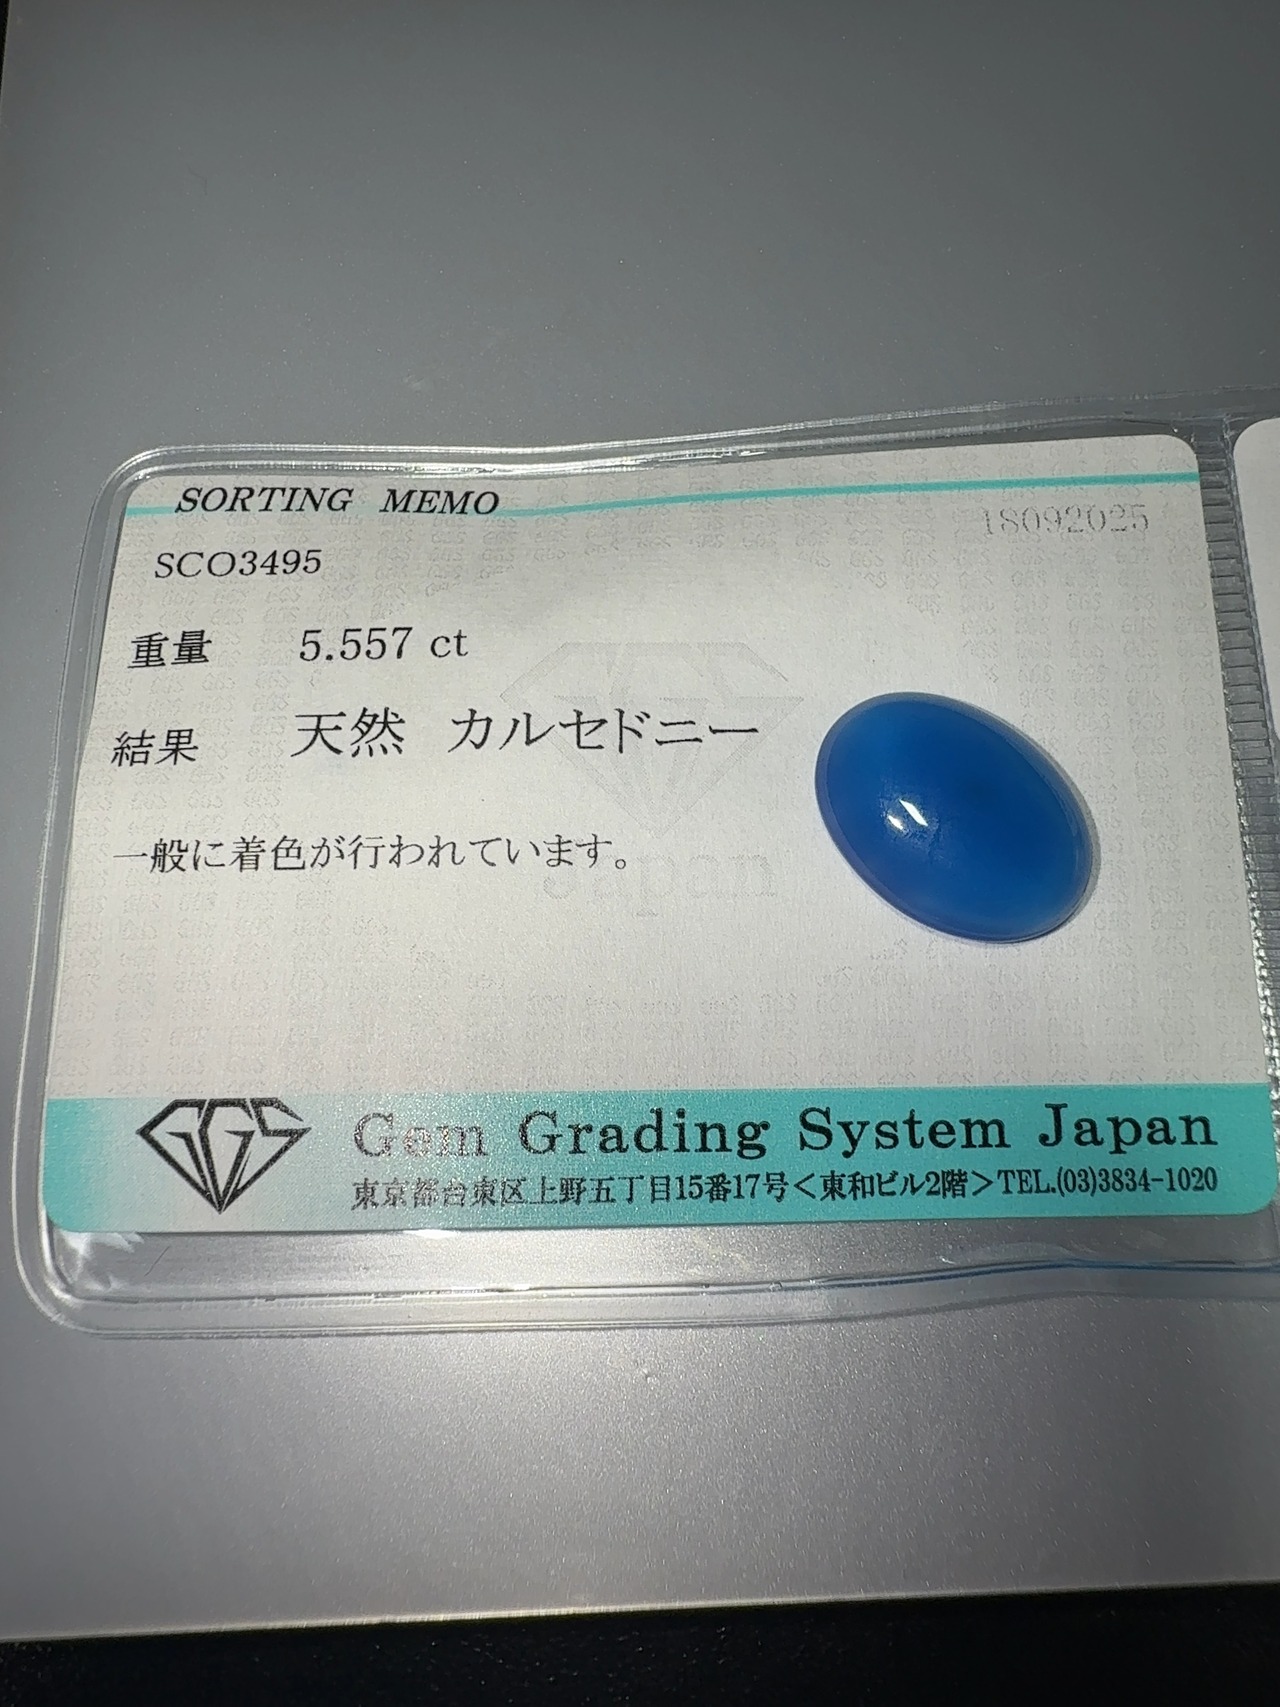 SORTING MEMO
18092025
SCO3495
重量 5.557 ct
結果 天然 カルセドニー
一般に着色が行われています。
Japan
GGS
Gem Grading System Japan
東京都台東区上野五丁目15番17号＜東和ビル2階＞TEL.(03)3834-1020